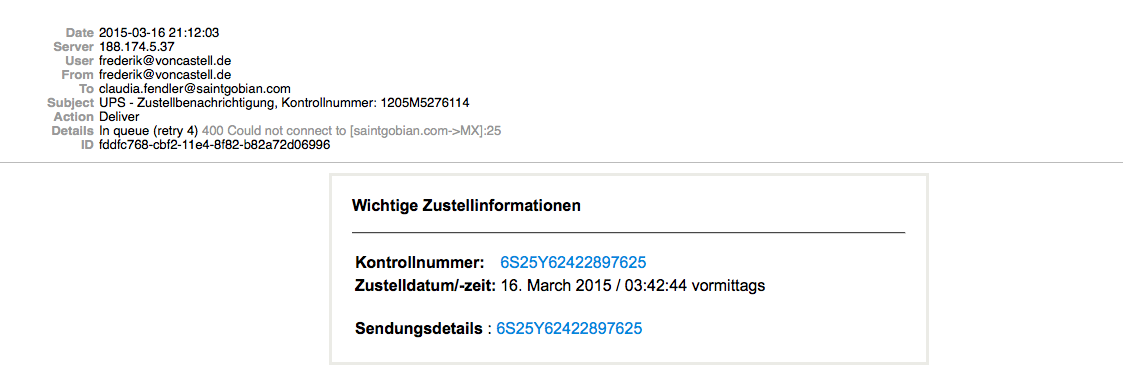 Date 2015-03-16 21:12:03
Server 188.174.5.37
User frederik@voncastell.de
From frederik@voncastell.de
To claudia.fendler@saintgobian.com
Subject UPS - Zustellbenachrichtigung, Kontrollnummer: 1205M5276114
Action Deliver
Details In queue (retry 4) 400 Could not connect to [saintgobian.com->MX]:25
ID fddfc768-cbf2-11e4-8f82-b82a72d06996
Wichtige Zustellinformationen
Kontrollnummer: 6S25Y62422897625
Zustelldatum/-zeit: 16. March 2015 / 03:42:44 vormittags
Sendungsdetails : 6S25Y62422897625